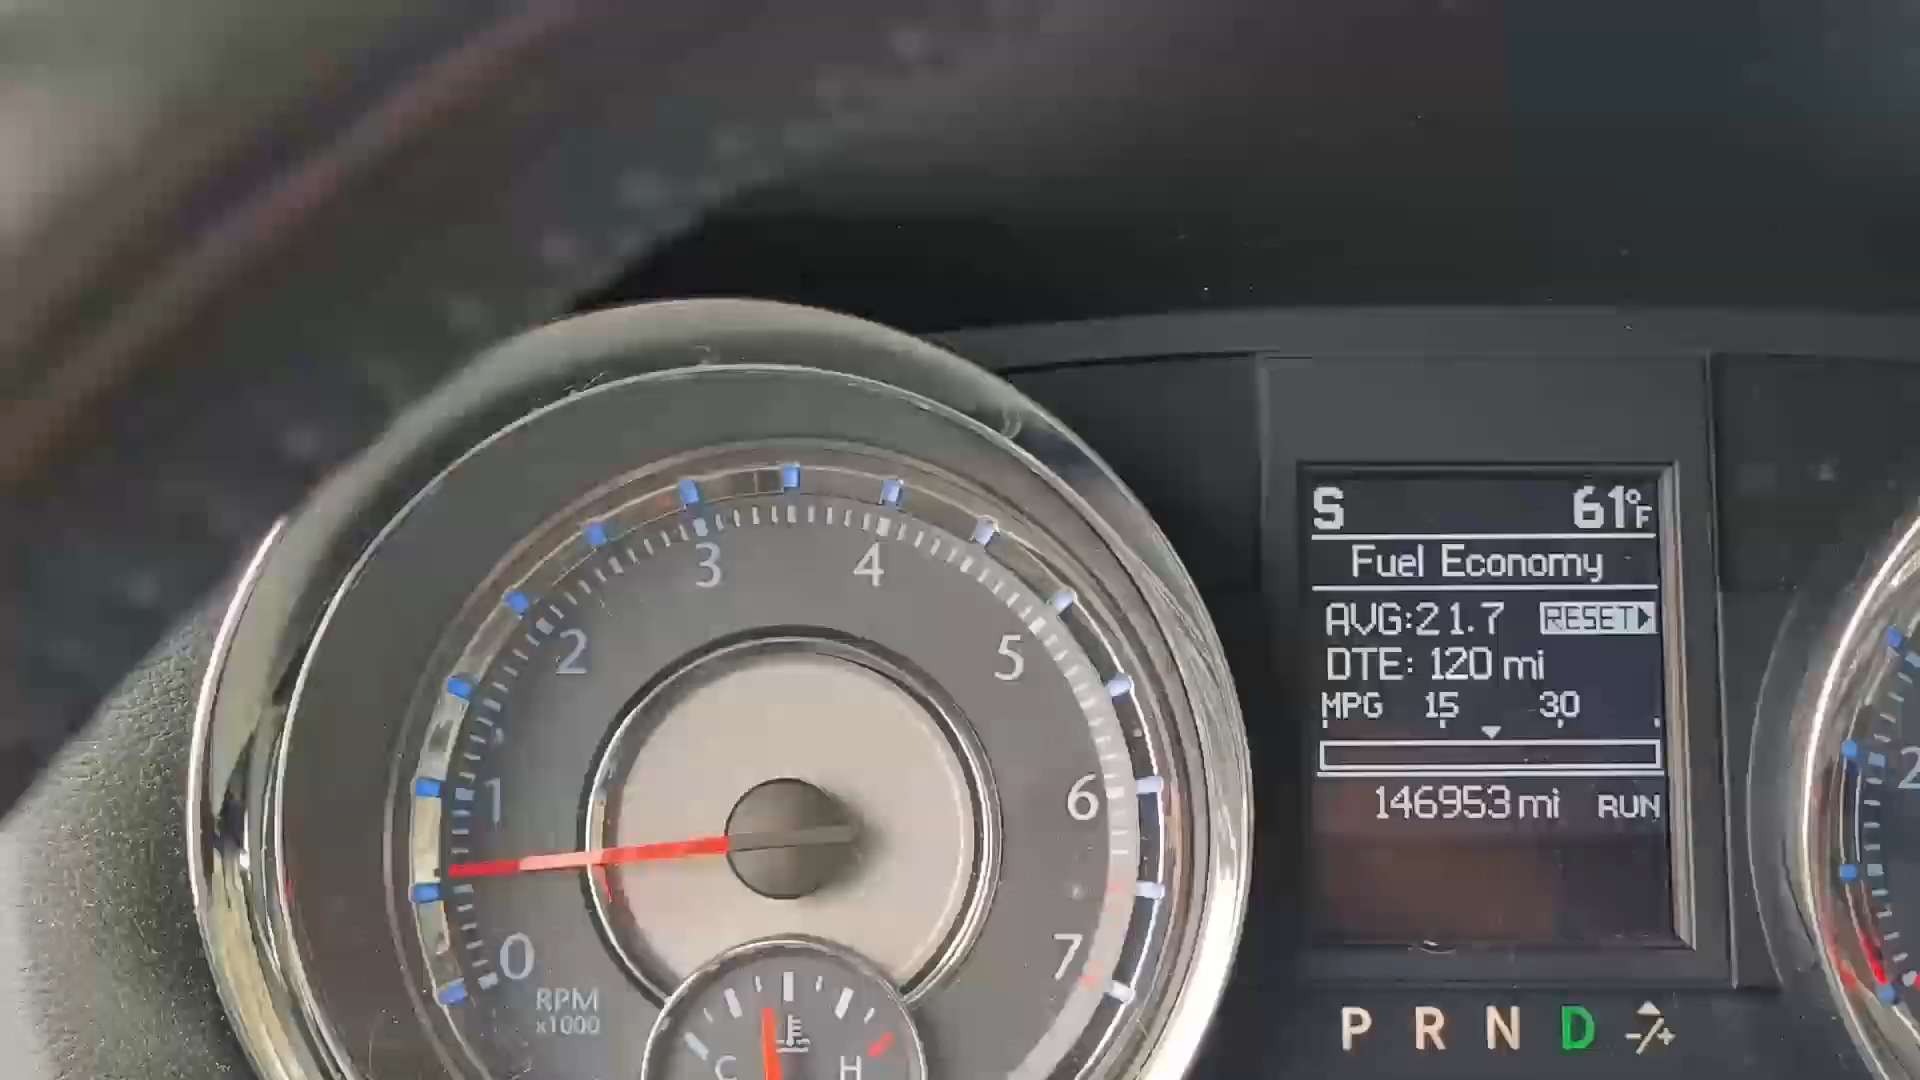 3 4
2 5
1 6
0 7
RPM
x1000
C H
S 61°F
Fuel Economy
AVG:21.7 RESET
DTE: 120 mi
MPG 15 30
146953 mi RUN
P R N D -/+
2